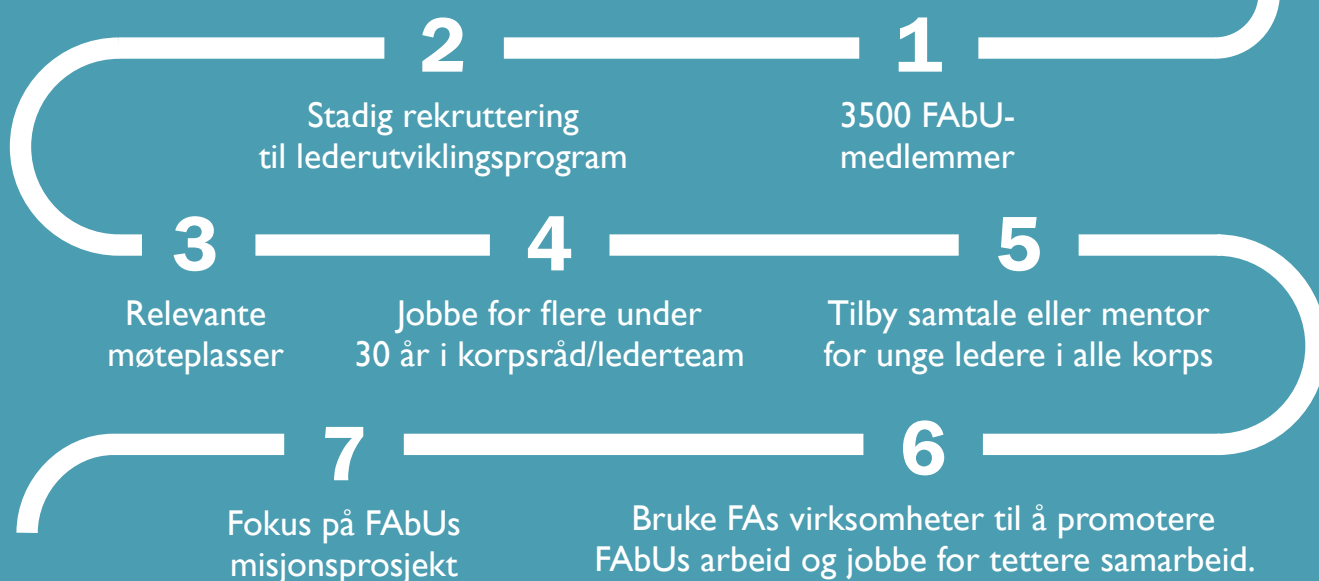 1
3500 FAbU-
medlemmer
2
Stadig rekruttering
til lederutviklingsprogram
3
Relevante
møteplasser
4
Jobbe for flere under
30 år i korpsråd/lederteam
5
Tilby samtale eller mentor
for unge ledere i alle korps
6
Bruke FAs virksomheter til å promotere
FAbUs arbeid og jobbe for tettere samarbeid.
7
Fokus på FAbUs
misjonsprosjekt